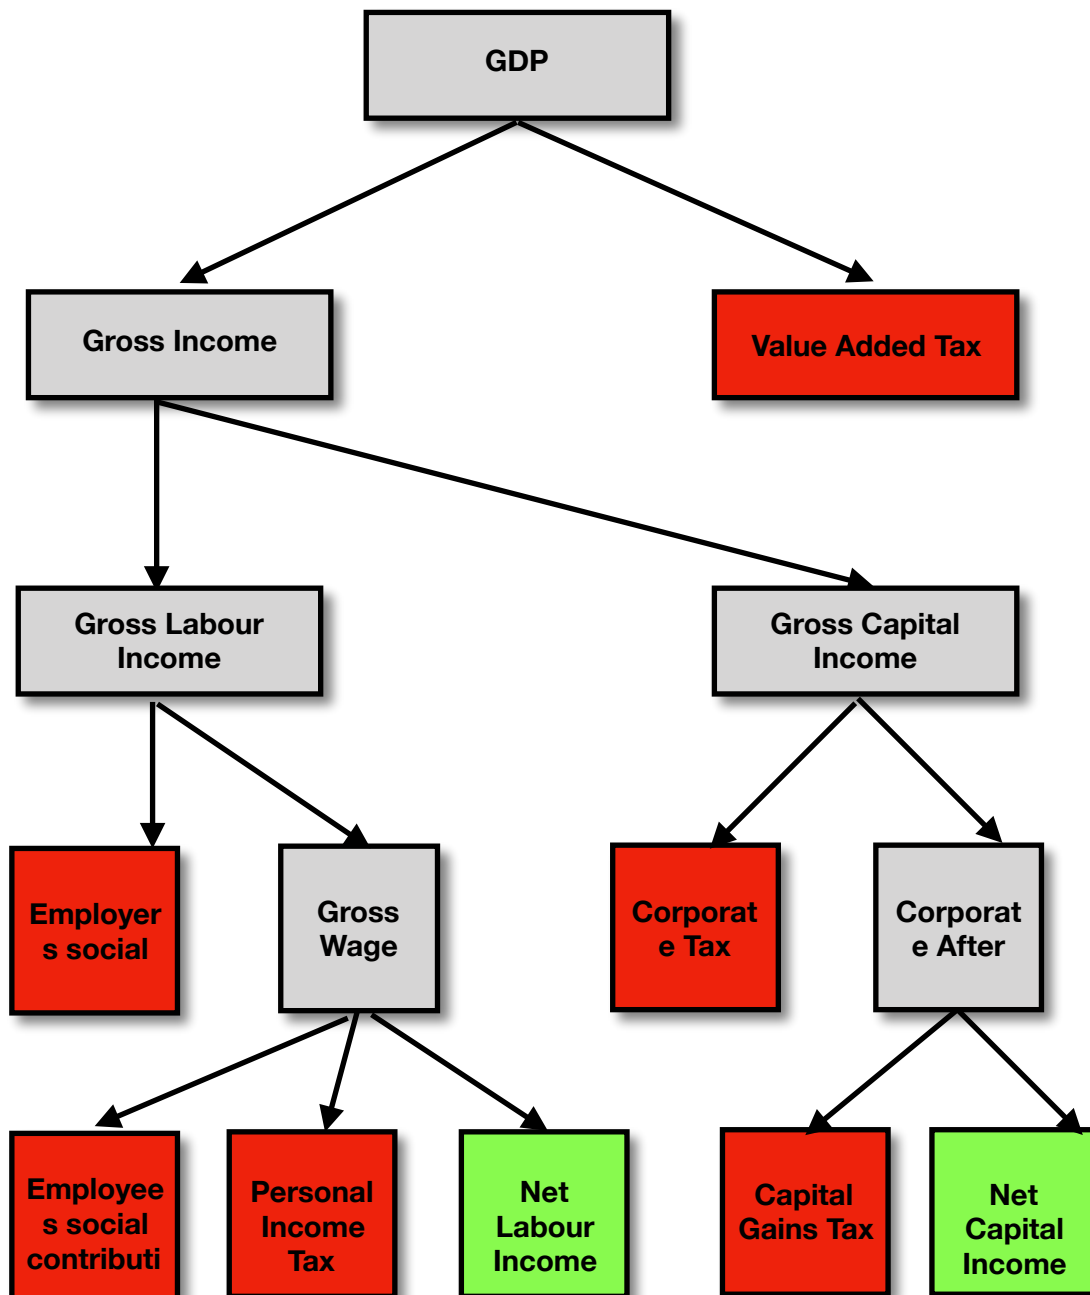 GDP
Gross Income
Value Added Tax
Gross Labour
Income
Gross Capital
Income
Employer
s social
Gross
Wage
Corporat
e Tax
Corporat
e After
Employee
s social
contributi
Personal
Income
Tax
Net
Labour
Income
Capital
Gains Tax
Net
Capital
Income